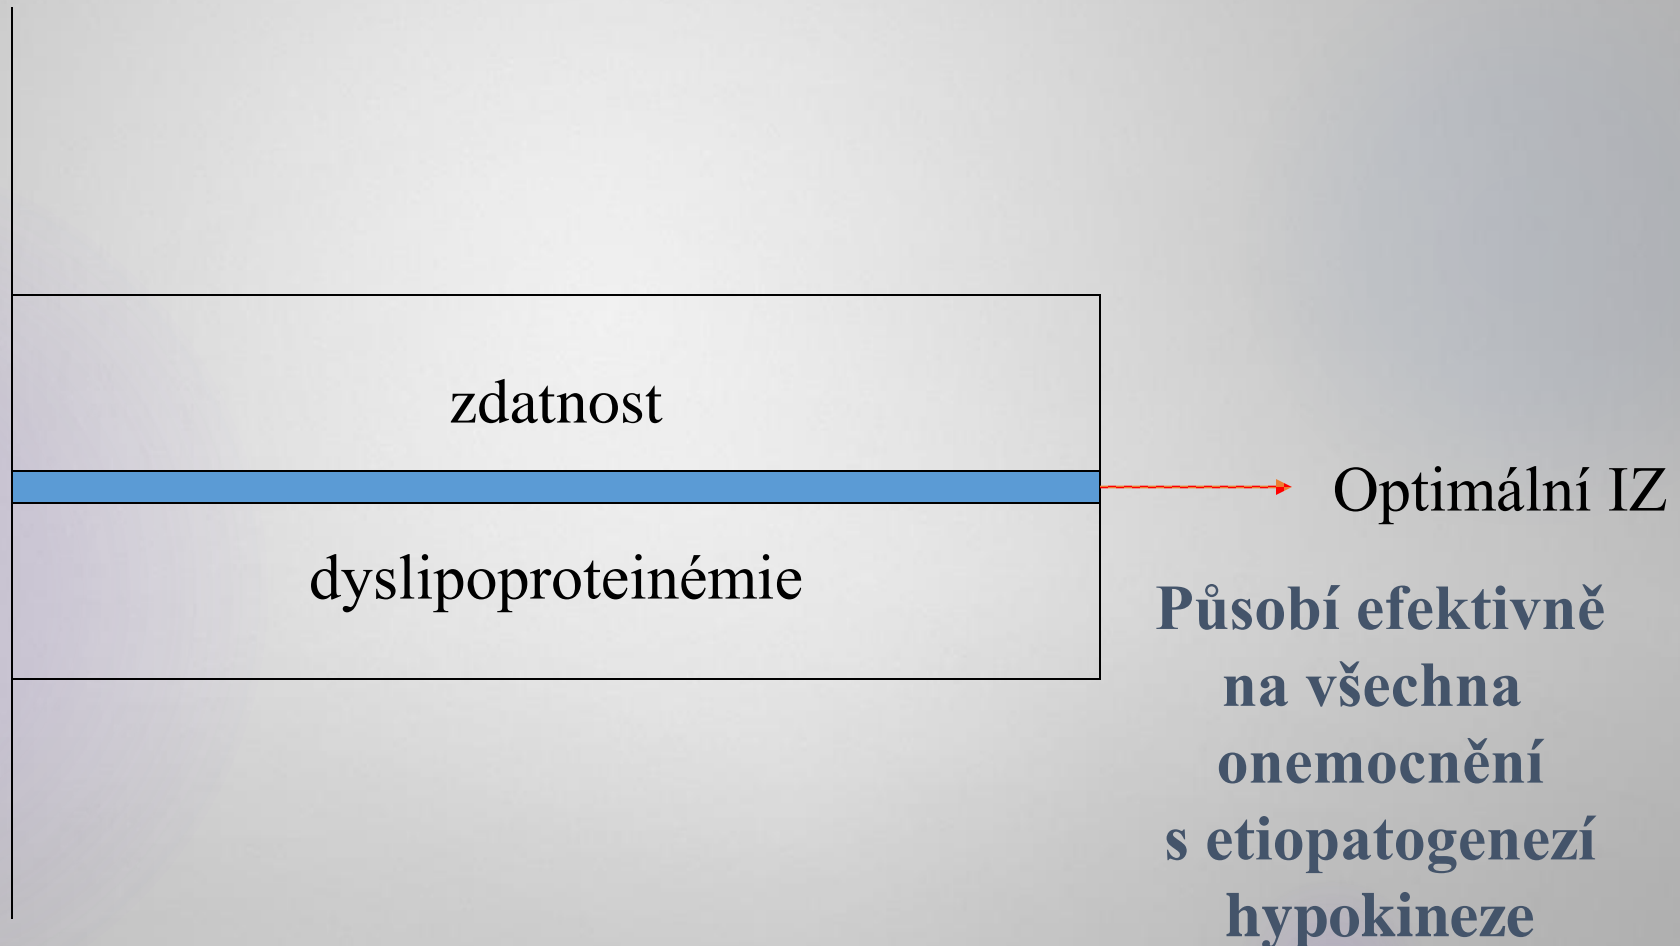 zdatnost
Optimální IZ
dyslipoproteinémie
Působí efektivně
na všechna
onemocnění
s etiopatogenezí
hypokineze